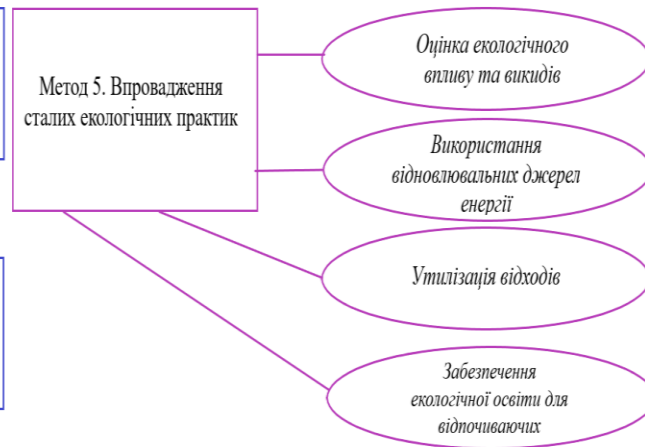 Метод 5. Впровадження
сталих екологічних практик
Оцінка екологічного
впливу та викидів
Використання
відновлювальних джерел
енергії
Утилізація відходів
Забезпечення
екологічної освіти для
відпочиваючих